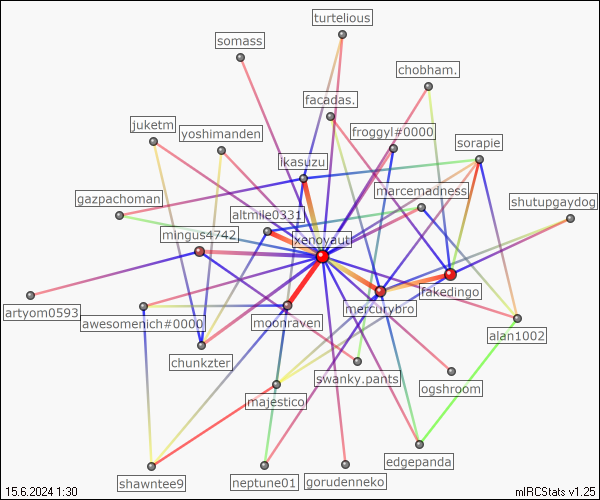 turtelious
somass
chobham.
facadas.
juketm
yoshimanden
froggyl#0000
sorapie
ikasuzu
marcemadness
gazpachoman
shutupgaydog
altmile0331
mingus4742
xenovaut
fakedingo
artyom0593
awesomenich#0000
moonraven
mercurybro
alan1002
chunkzter
swanky.pants
ogshroom
majestico
edgepanda
shawntee9
neptune01
gorudenneko
15.6.2024 1:30
mIRCStats v1.25